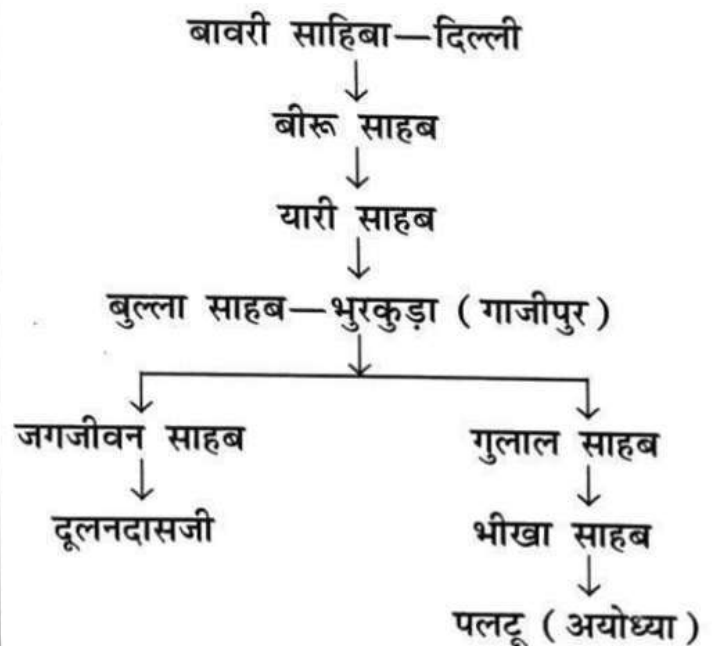 बावरी साहिबा—दिल्ली
बीरू साहब
यारी साहब
बुल्ला साहब—भुरकुड़ा ( गाजीपुर )
जगजीवन साहब गुलाल साहब
दूलनदासजी भीखा साहब
पलटू ( अयोध्या )